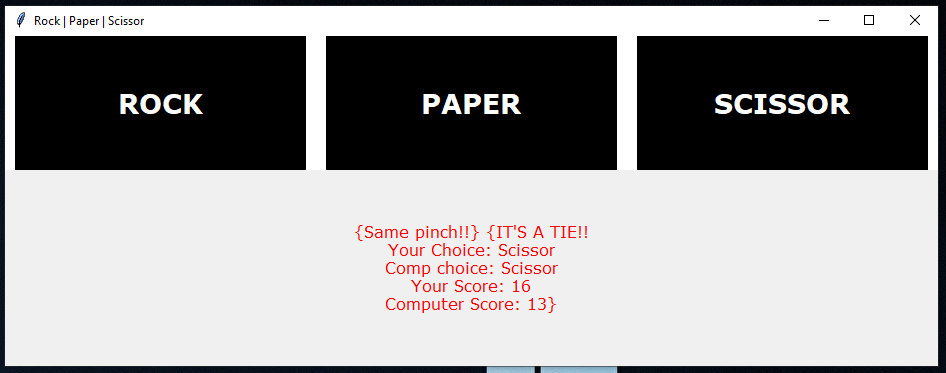 Rock | Paper | Scissor
ROCK
PAPER
SCISSOR
{Same pinch!!} {IT'S A TIE!!
Your Choice: Scissor
Comp choice: Scissor
Your Score: 16
Computer Score: 13}